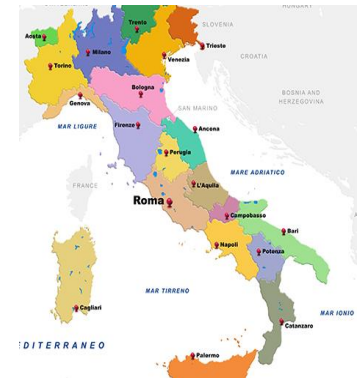 HUNGARY
Trento
SLOVENIA
Aosta
Milano
Trieste
Torino
Venezia
CROATIA
Genova
Bologna
BOSNIA AND
HERZEGOVINA
SAN MARINO
MAR LIGURE
Firenze
Ancona
Perugia
MARE ADRIATICO
FRANCE
L'Aquila
Roma
Campobasso
Bari
Napoli
Potenza
MAR TIRRENO
Cagliari
MAR IONIO
Catanzaro
EDITERRANEO
Palermo